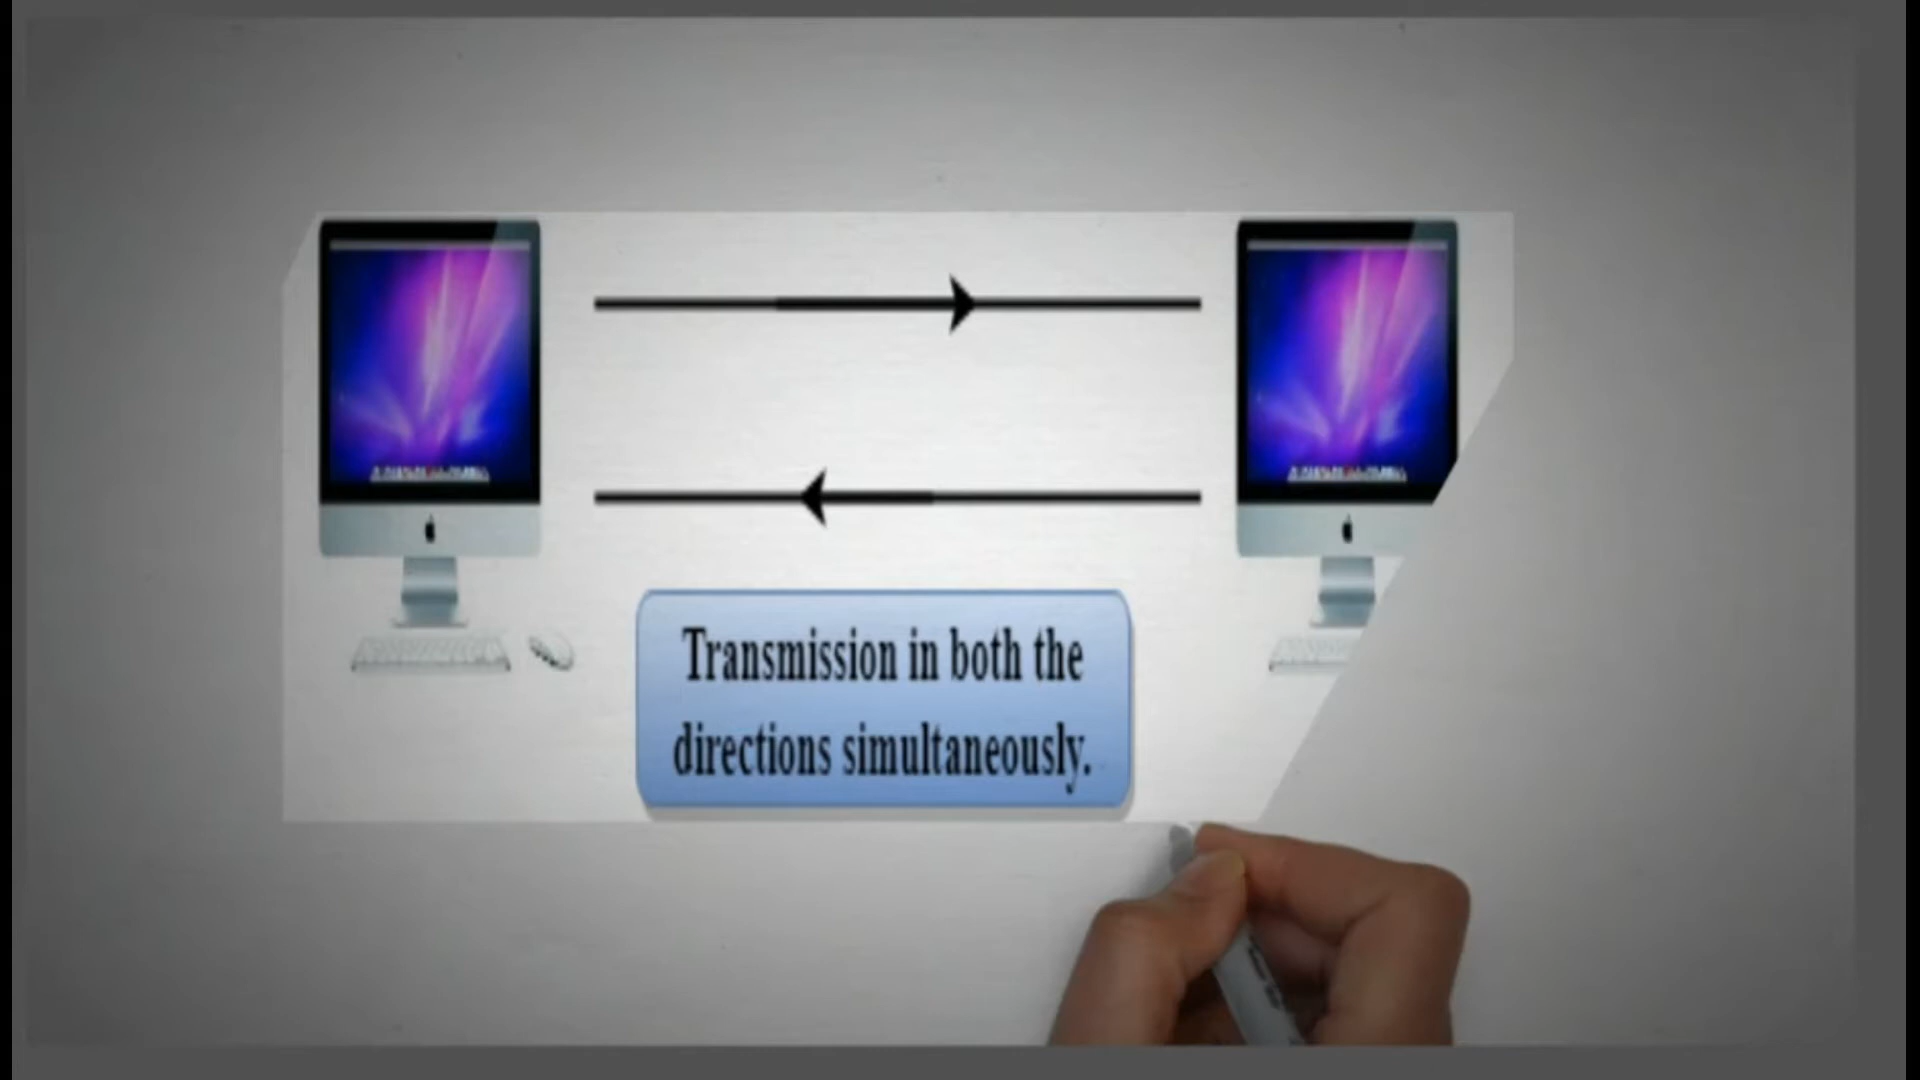 Transmission in both the
directions simultaneously.